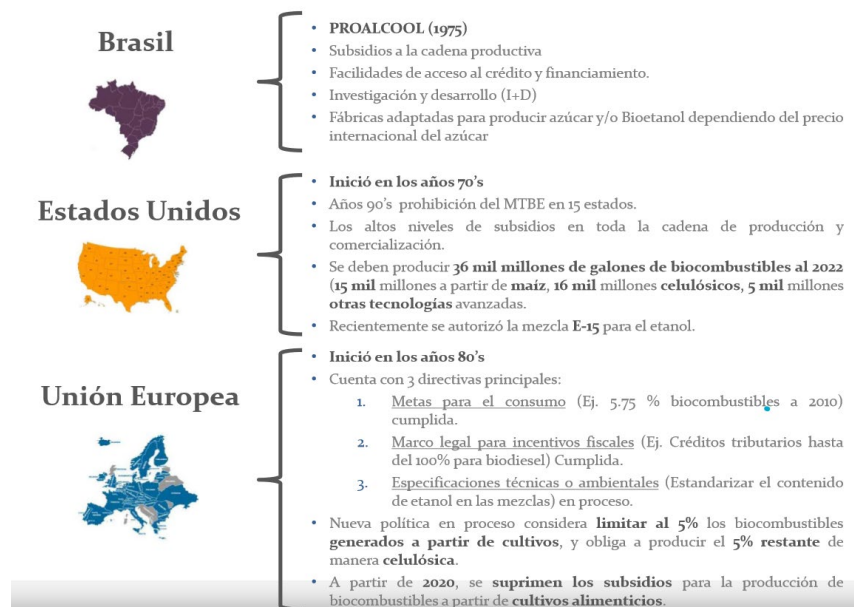 Brasil
• PROALCOOL (1975)
• Subsidios a la cadena productiva
• Facilidades de acceso al crédito y financiamiento.
• Investigación y desarrollo (I+D)
• Fábricas adaptadas para producir azúcar y/o Bioetanol dependiendo del precio
internacional del azúcar
Estados Unidos
• Inició en los años 70’s
• Años 90’s prohibición del MTBE en 15 estados.
• Los altos niveles de subsidios en toda la cadena de producción y
comercialización.
• Se deben producir 36 mil millones de galones de biocombustibles al 2022
(15 mil millones a partir de maíz, 16 mil millones celulósicos, 5 mil millones
otras tecnologías avanzadas.
• Recientemente se autorizó la mezcla E-15 para el etanol.
Unión Europea
• Inició en los años 80’s
• Cuenta con 3 directivas principales:
1. Metas para el consumo (Ej. 5.75 % biocombustibles a 2010)
cumplida.
2. Marco legal para incentivos fiscales (Ej. Créditos tributarios hasta
del 100% para biodiesel) Cumplida.
3. Especificaciones técnicas o ambientales (Estandarizar el contenido
de etanol en las mezclas) en proceso.
• Nueva política en proceso considera limitar al 5% los biocombustibles
generados a partir de cultivos, y obliga a producir el 5% restante de
manera celulósica.
• A partir de 2020, se suprimen los subsidios para la producción de
biocombustibles a partir de cultivos alimenticios.